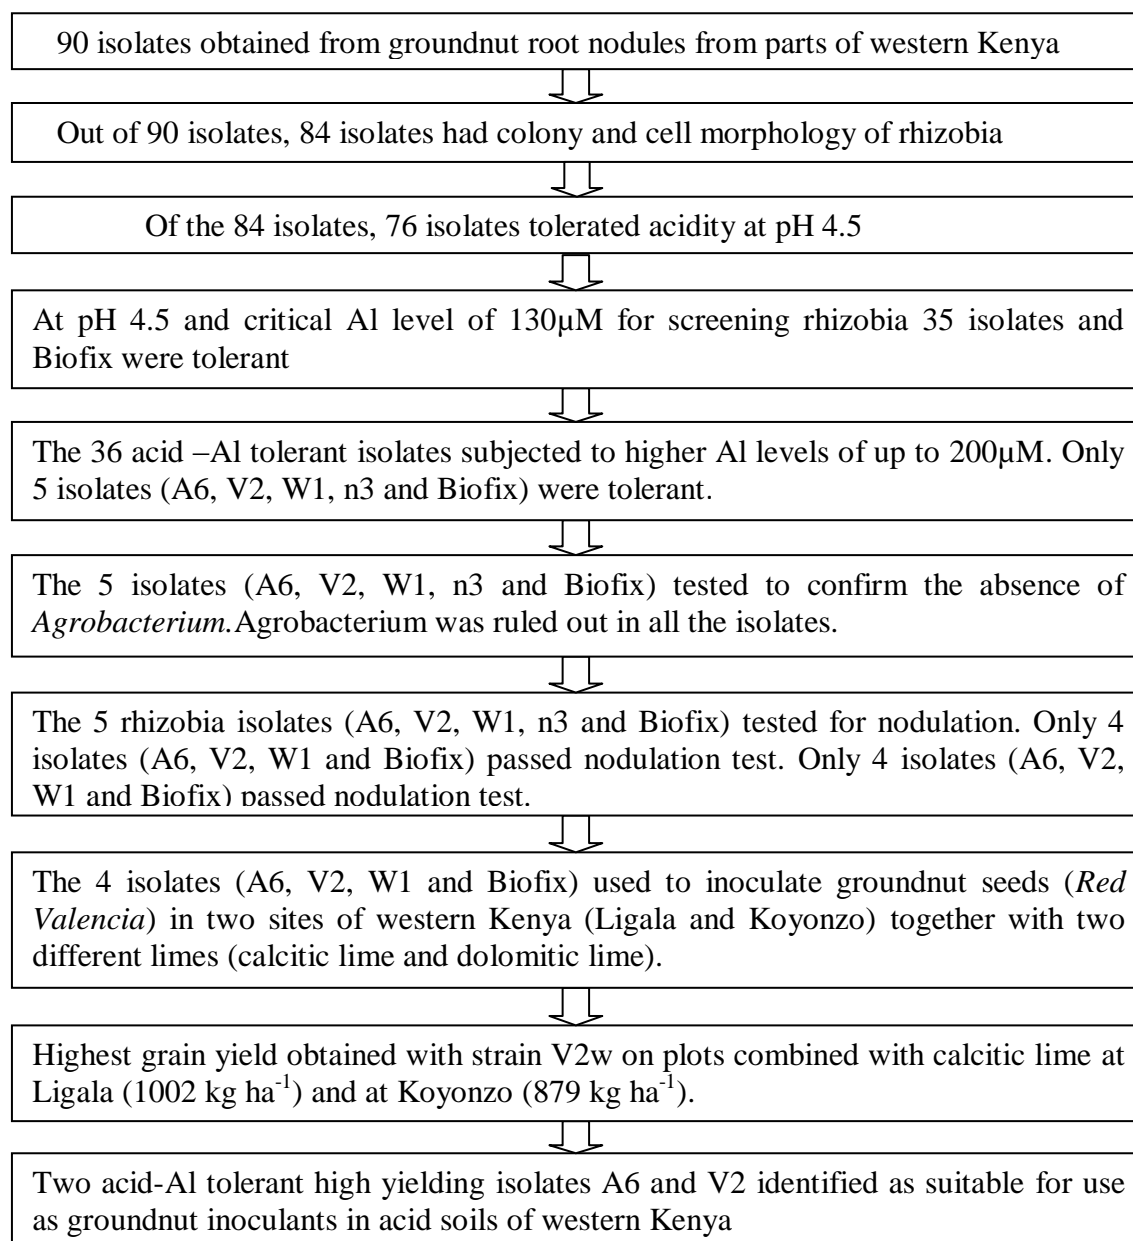 90 isolates obtained from groundnut root nodules from parts of western Kenya
Out of 90 isolates, 84 isolates had colony and cell morphology of rhizobia
Of the 84 isolates, 76 isolates tolerated acidity at pH 4.5
At pH 4.5 and critical Al level of 130µM for screening rhizobia 35 isolates and
Biofix were tolerant
The 36 acid –Al tolerant isolates subjected to higher Al levels of up to 200µM. Only
5 isolates (A6, V2, W1, n3 and Biofix) were tolerant.
The 5 isolates (A6, V2, W1, n3 and Biofix) tested to confirm the absence of
Agrobacterium.Agrobacterium was ruled out in all the isolates.
The 5 rhizobia isolates (A6, V2, W1, n3 and Biofix) tested for nodulation. Only 4
isolates (A6, V2, W1 and Biofix) passed nodulation test. Only 4 isolates (A6, V2,
W1 and Biofix) passed nodulation test.
The 4 isolates (A6, V2, W1 and Biofix) used to inoculate groundnut seeds (Red
Valencia) in two sites of western Kenya (Ligala and Koyonzo) together with two
different limes (calcitic lime and dolomitic lime).
Highest grain yield obtained with strain V2w on plots combined with calcitic lime at
Ligala (1002 kg ha⁻¹) and at Koyonzo (879 kg ha⁻¹).
Two acid-Al tolerant high yielding isolates A6 and V2 identified as suitable for use
as groundnut inoculants in acid soils of western Kenya